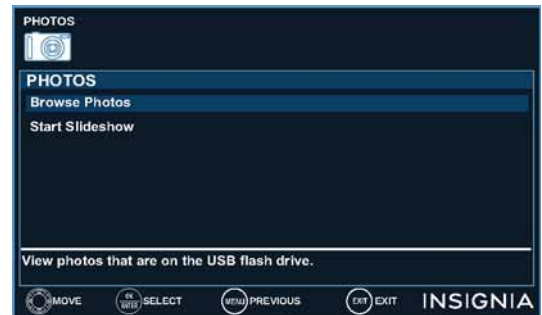 PHOTOS
PHOTOS
Browse Photos
Start Slideshow
View photos that are on the USB flash drive.
MOVE OK ENTER SELECT MENU PREVIOUS EXIT EXIT INSIGNIA